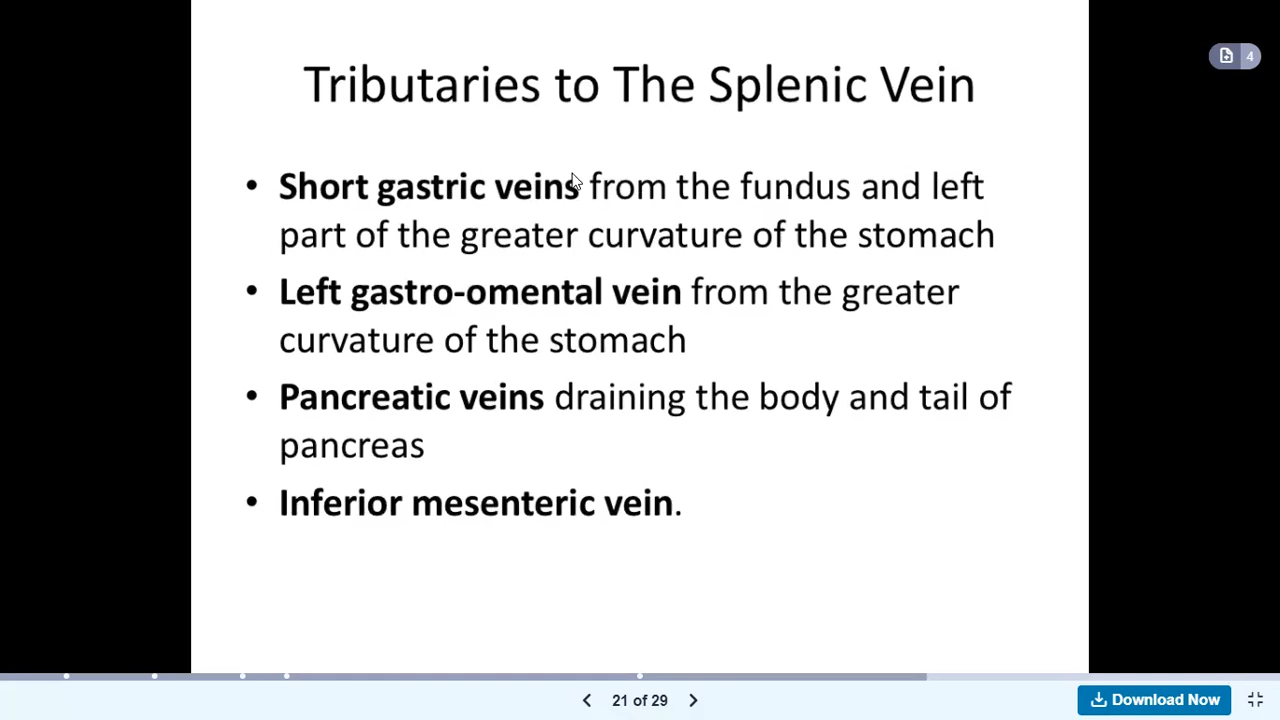 Tributaries to The Splenic Vein
4
• Short gastric veins from the fundus and left
part of the greater curvature of the stomach
• Left gastro-omental vein from the greater
curvature of the stomach
• Pancreatic veins draining the body and tail of
pancreas
• Inferior mesenteric vein.
21 of 29
Download Now